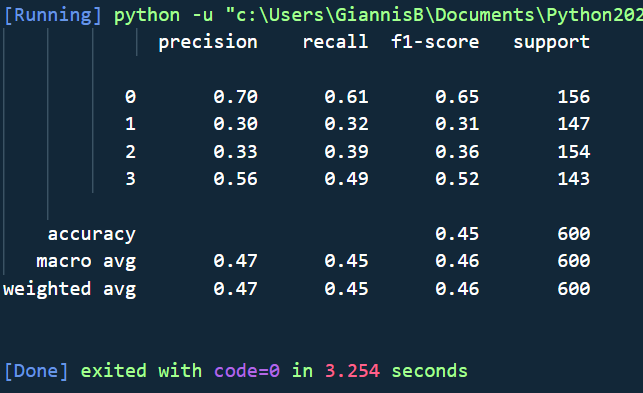 [Running] python -u "c:\Users\GiannisB\Documents\Python202
precision recall f1-score support
0 0.70 0.61 0.65 156
1 0.30 0.32 0.31 147
2 0.33 0.39 0.36 154
3 0.56 0.49 0.52 143
accuracy 0.45 600
macro avg 0.47 0.45 0.46 600
weighted avg 0.47 0.45 0.46 600
[Done] exited with code=0 in 3.254 seconds